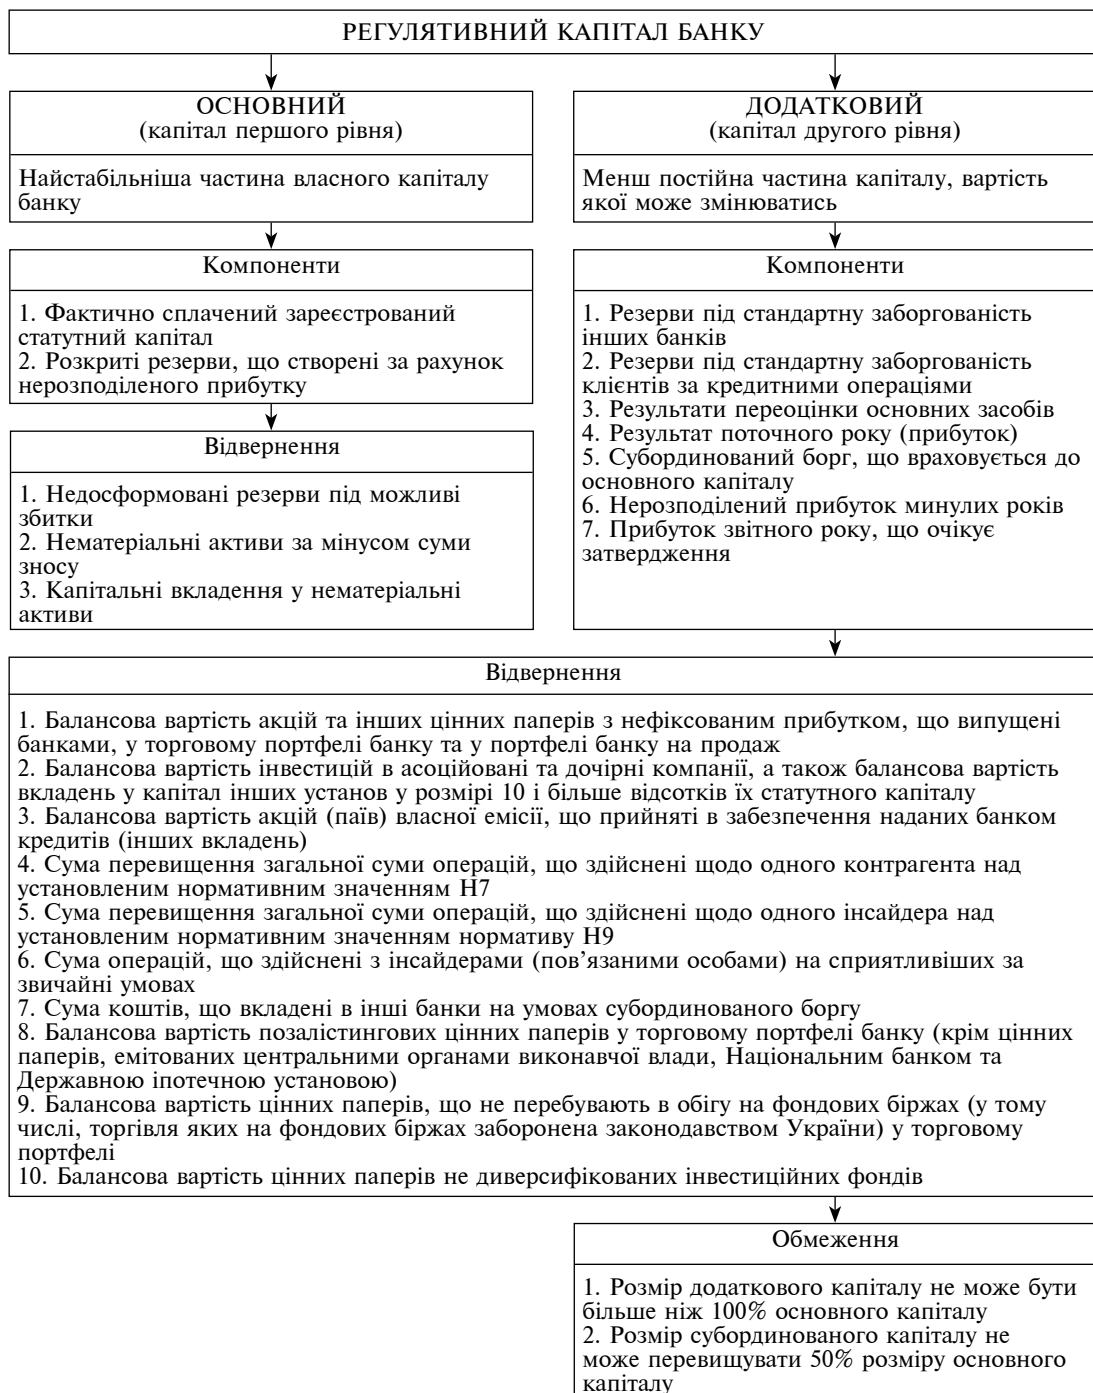 РЕГУЛЯТИВНИЙ КАПІТАЛ БАНКУ
ОСНОВНИЙ
(капітал першого рівня)
Найстабільніша частина власного капіталу
банку
Компоненти
1. Фактично сплачений зареєстрований
статутний капітал
2. Розкриті резерви, що створені за рахунок
нерозподіленого прибутку
Відвернення
1. Недосформовані резерви під можливі
збитки
2. Нематеріальні активи за мінусом суми
зносу
3. Капітальні вкладення у нематеріальні
активи
ДОДАТКОВИЙ
(капітал другого рівня)
Менш постійна частина капіталу, вартість
якої може змінюватись
Компоненти
1. Резерви під стандартну заборгованість
інших банків
2. Резерви під стандартну заборгованість
клієнтів за кредитними операціями
3. Результати переоцінки основних засобів
4. Результат поточного року (прибуток)
5. Субординований борг, що враховується до
основного капіталу
6. Нерозподілений прибуток минулих років
7. Прибуток звітного року, що очікує
затвердження
Відвернення
1. Балансова вартість акцій та інших цінних паперів з нефіксованим прибутком, що випущені
банками, у торговому портфелі банку та у портфелі банку на продаж
2. Балансова вартість інвестицій в асоційовані та дочірні компанії, а також балансова вартість
вкладень у капітал інших установ у розмірі 10 і більше відсотків їх статутного капіталу
3. Балансова вартість акцій (паїв) власної емісії, що прийняті в забезпечення наданих банком
кредитів (інших вкладень)
4. Сума перевищення загальної суми операцій, що здійснені щодо одного контрагента над
установленим нормативним значенням Н7
5. Сума перевищення загальної суми операцій, що здійснені щодо одного інсайдера над
установленим нормативним значенням нормативу Н9
6. Сума операцій, що здійснені з інсайдерами (пов’язаними особами) на сприятливіших за
звичайні умовах
7. Сума коштів, що вкладені в інші банки на умовах субординованого боргу
8. Балансова вартість позалістингових цінних паперів у торговому портфелі банку (крім цінних
паперів, емітованих центральними органами виконавчої влади, Національним банком та
Державною іпотечною установою)
9. Балансова вартість цінних паперів, що не перебувають в обігу на фондових біржах (у тому
числі, торгівля яких на фондових біржах заборонена законодавством України) у торговому
портфелі
10. Балансова вартість цінних паперів не диверсифікованих інвестиційних фондів
Обмеження
1. Розмір додаткового капіталу не може бути
більше ніж 100% основного капіталу
2. Розмір субординованого капіталу не
може перевищувати 50% розміру основного
капіталу